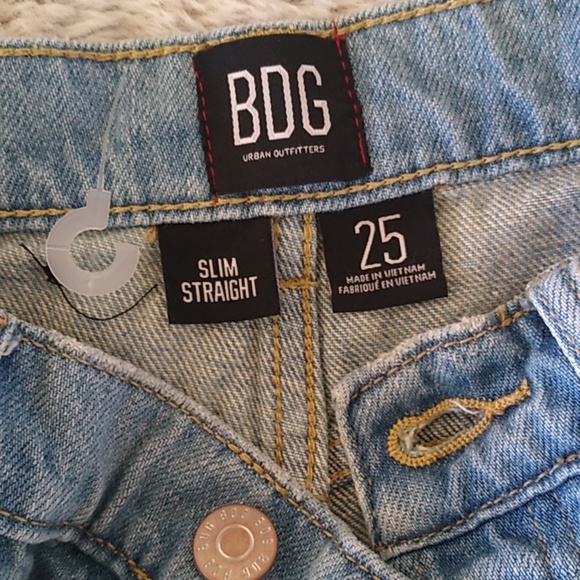 BDG
URBAN OUTFITTERS
SLIM
STRAIGHT
25
MADE IN VIETNAM
FABRIQUÉ EN VIETNAM